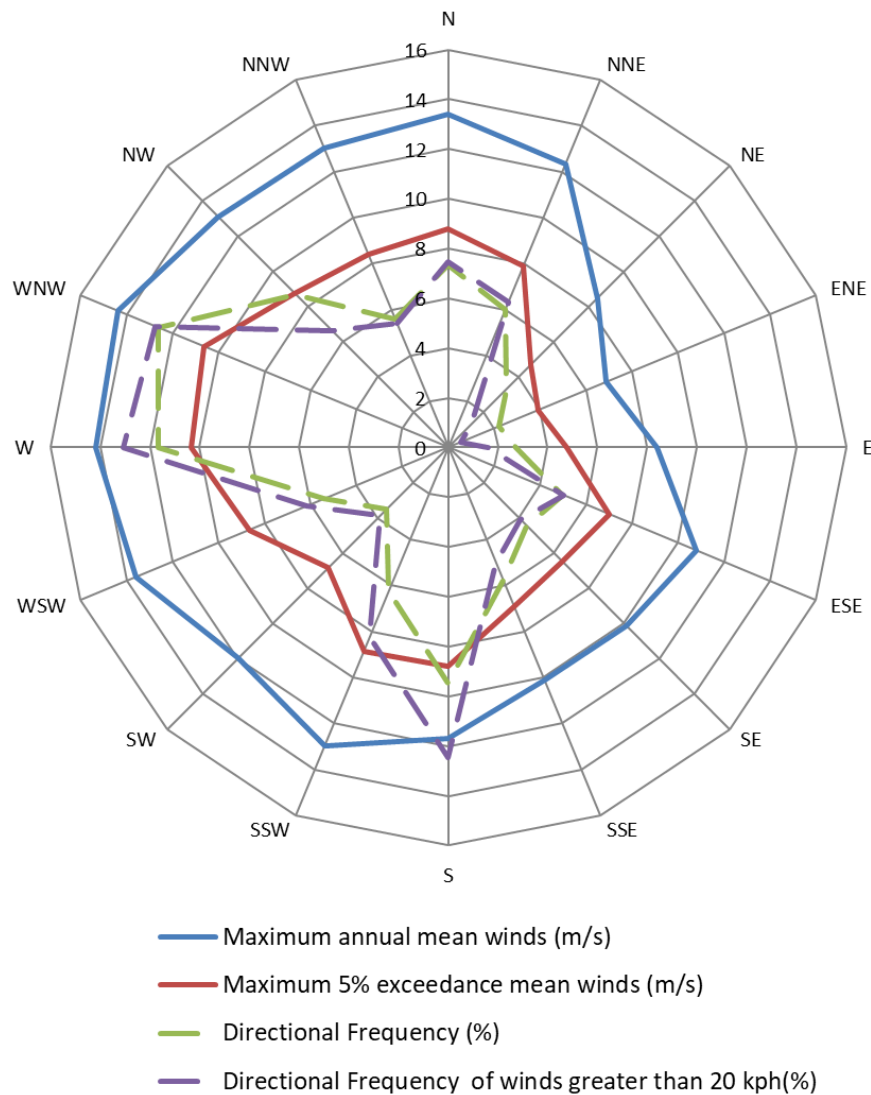 N
NNW
NNE
NW
NE
WNW
ENE
W
E
WSW
ESE
SW
SE
SSW
SSE
S
16
14
12
10
8
6
4
2
0
Maximum annual mean winds (m/s)
Maximum 5% exceedance mean winds (m/s)
Directional Frequency (%)
Directional Frequency of winds greater than 20 kph(%)